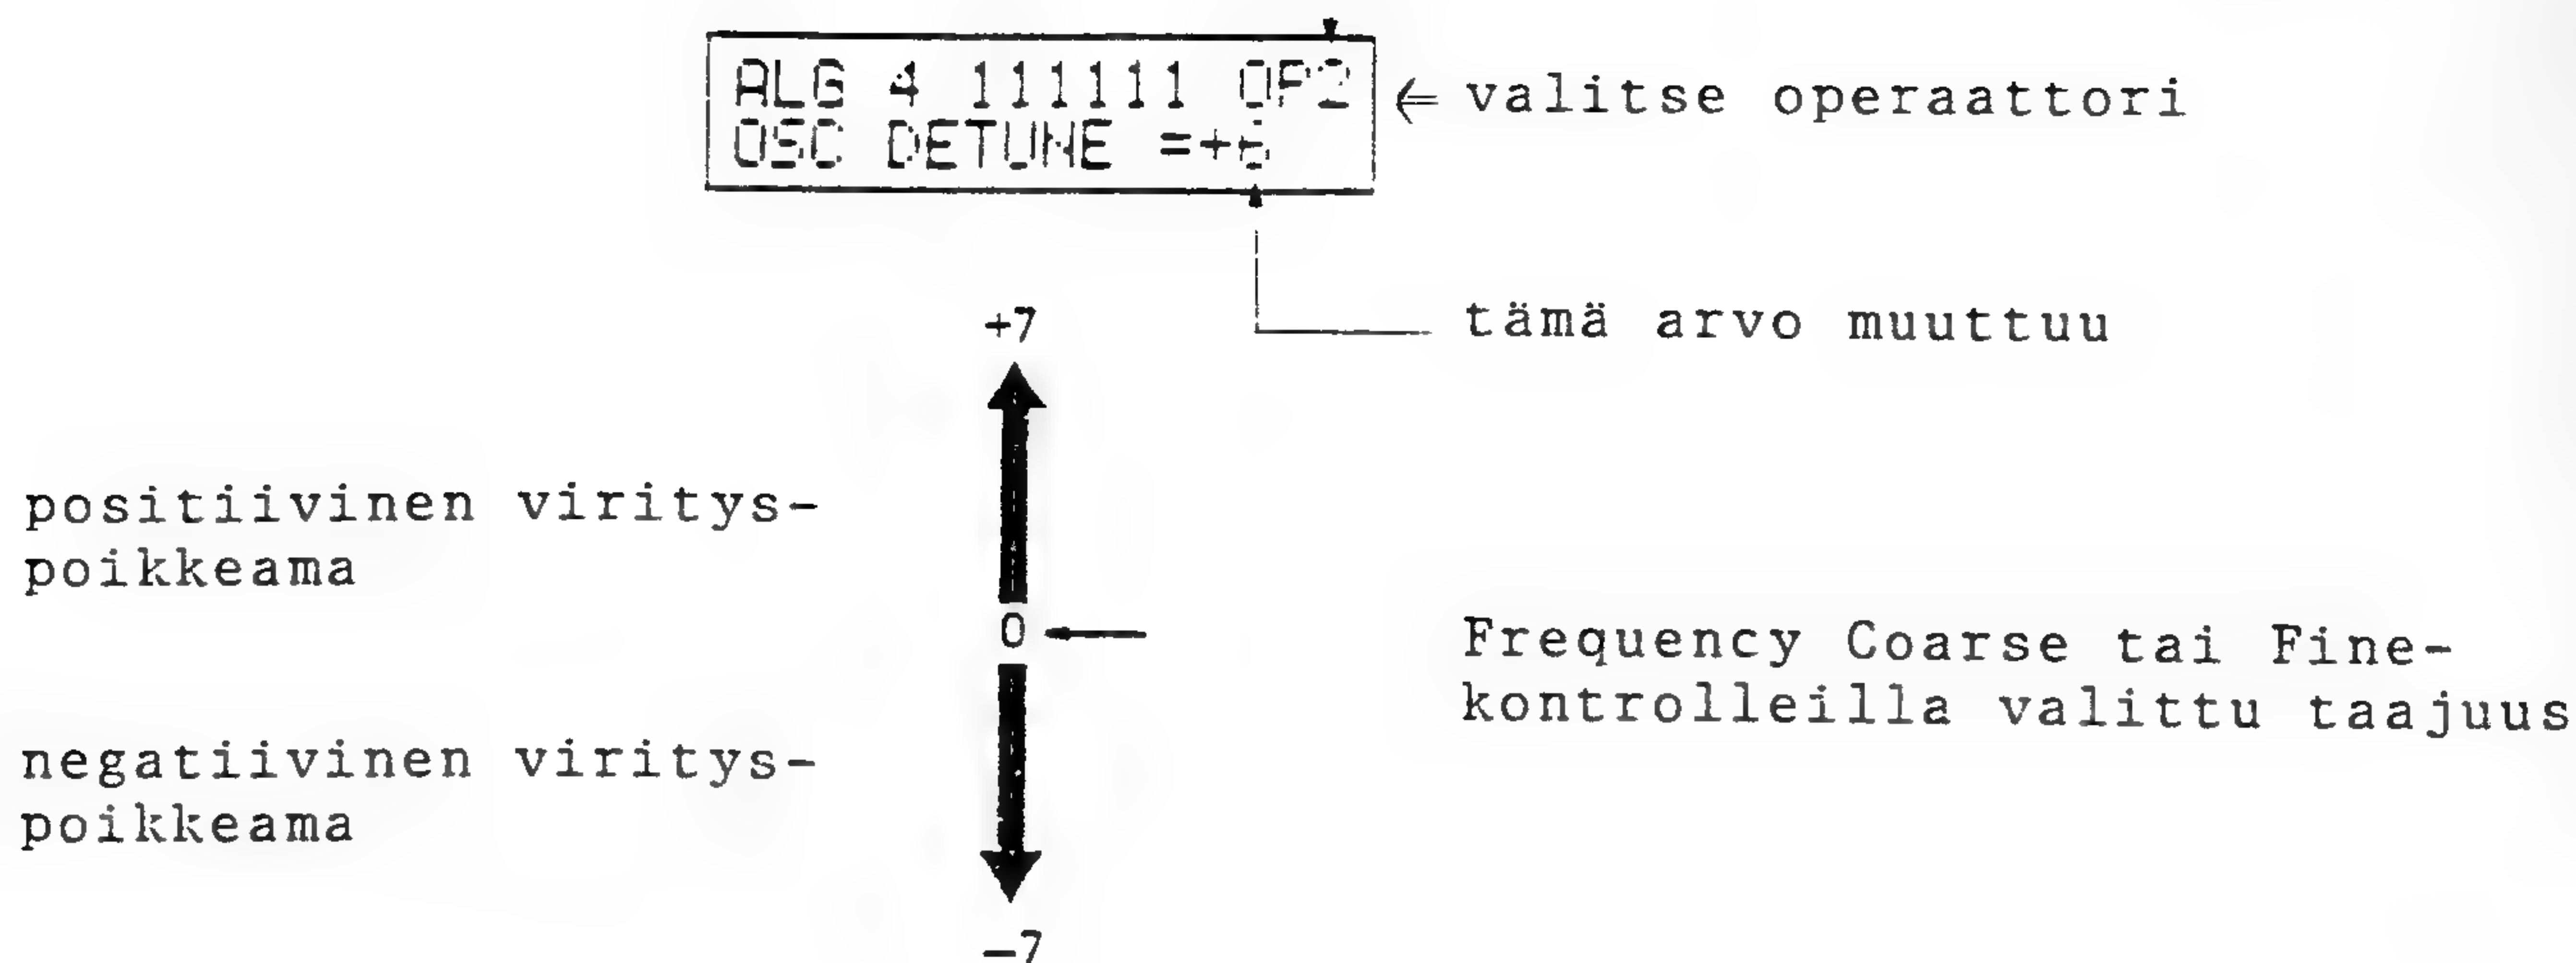 ALG 4 111111 OP2
⇐ valitse operaattori
OSC DETUNE =+6
tämä arvo muuttuu
+7
positiivinen viritys-
poikkeama
0
Frequency Coarse tai Fine-
kontrolleilla valittu taajuus
negatiivinen viritys-
poikkeama
-7